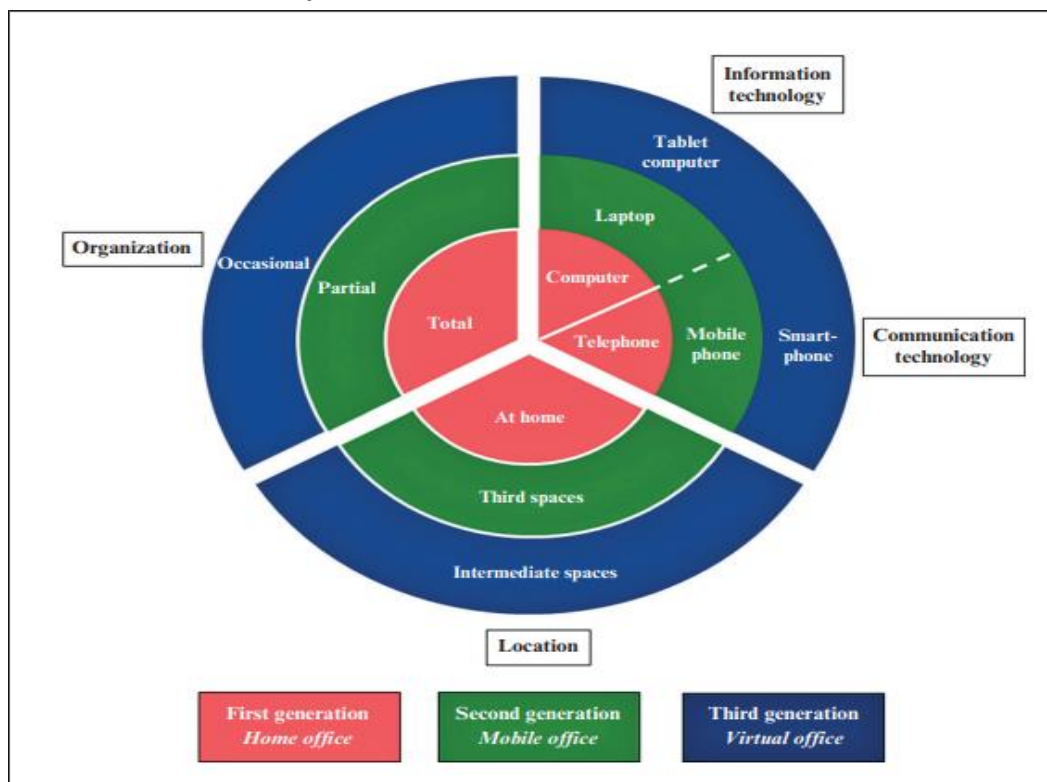 Information
technology
Tablet
computer
Laptop
Organization
Occasional
Partial
Computer
Total
Telephone
Mobile
phone
Smart-
phone
Communication
technology
At home
Third spaces
Intermediate spaces
Location
First generation
Home office
Second generation
Mobile office
Third generation
Virtual office